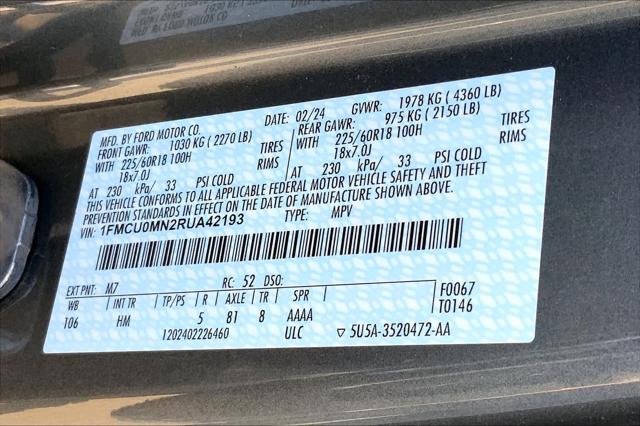 MFD. BY FORD MOTOR CO. DATE: 02/24 GVWR: 1978 KG ( 4360 LB)
FRONT GAWR: 1030 KG ( 2270 LB) REAR GAWR: 975 KG ( 2150 LB)
WITH 225/60R18 100H TIRES WITH 225/60R18 100H TIRES
18x7.0J RIMS 18x7.0J RIMS
AT 230 kPa/ 33 PSI COLD AT 230 kPa/ 33 PSI COLD
THIS VEHICLE CONFORMS TO ALL APPLICABLE FEDERAL MOTOR VEHICLE SAFETY AND THEFT
PREVENTION STANDARDS IN EFFECT ON THE DATE OF MANUFACTURE SHOWN ABOVE.
VIN: 1FMCU0MN2RUA42193 TYPE: MPV
EXT PNT: M7 RC: 52 DSO: F0067
WB INT TR TP/PS R AXLE TR SPR T0146
106 HM 5 81 8 AAAA
1202402226460 ULC ▽ 5U5A-3520472-AA